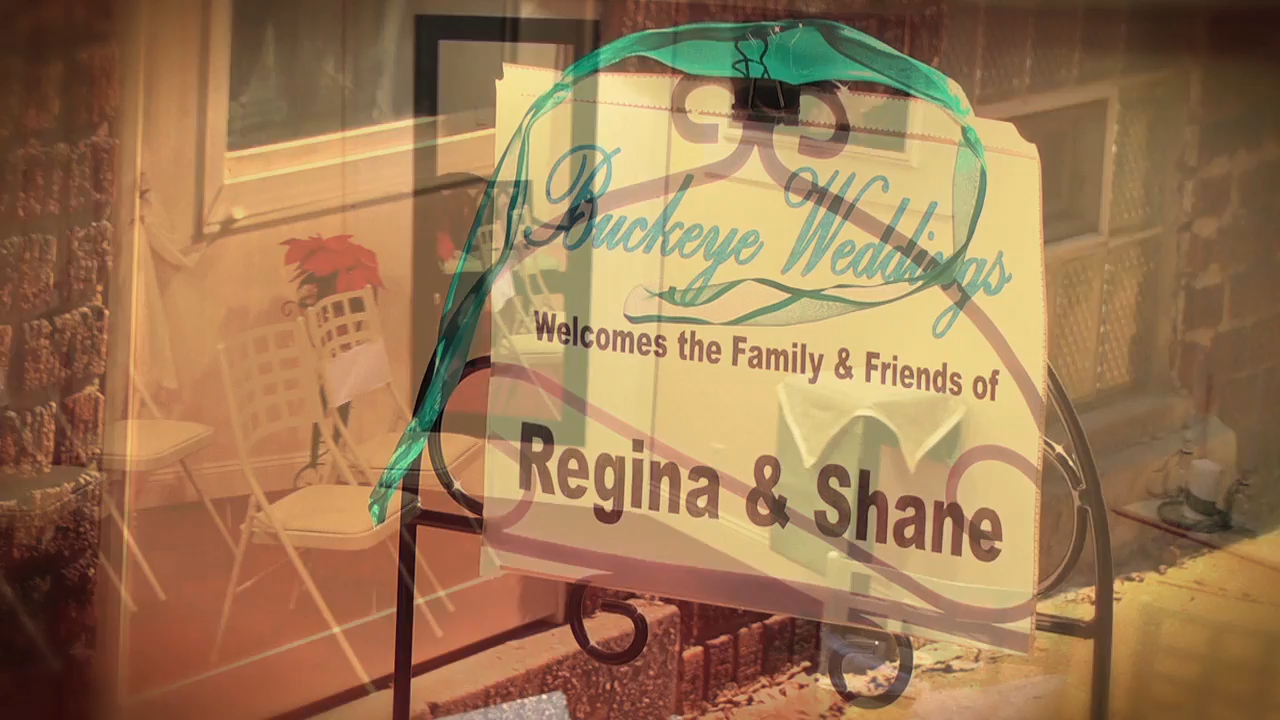 Buckeye Weddings
Welcomes the Family & Friends of
Regina & Shane